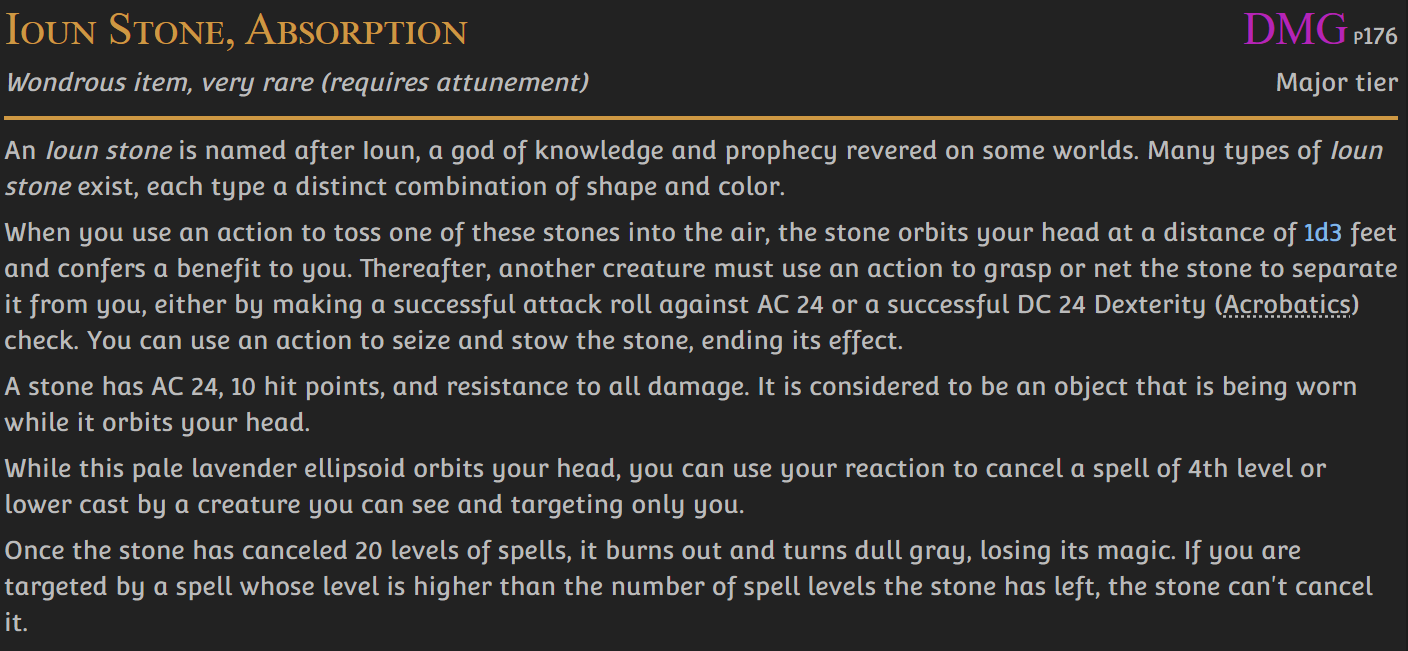 Ioun Stone, Absorption DMG p176
Wondrous item, very rare (requires attunement) Major tier
An Ioun stone is named after Ioun, a god of knowledge and prophecy revered on some worlds. Many types of Ioun
stone exist, each type a distinct combination of shape and color.
When you use an action to toss one of these stones into the air, the stone orbits your head at a distance of 1d3 feet
and confers a benefit to you. Thereafter, another creature must use an action to grasp or net the stone to separate
it from you, either by making a successful attack roll against AC 24 or a successful DC 24 Dexterity (Acrobatics)
check. You can use an action to seize and stow the stone, ending its effect.
A stone has AC 24, 10 hit points, and resistance to all damage. It is considered to be an object that is being worn
while it orbits your head.
While this pale lavender ellipsoid orbits your head, you can use your reaction to cancel a spell of 4th level or
lower cast by a creature you can see and targeting only you.
Once the stone has canceled 20 levels of spells, it burns out and turns dull gray, losing its magic. If you are
targeted by a spell whose level is higher than the number of spell levels the stone has left, the stone can't cancel
it.